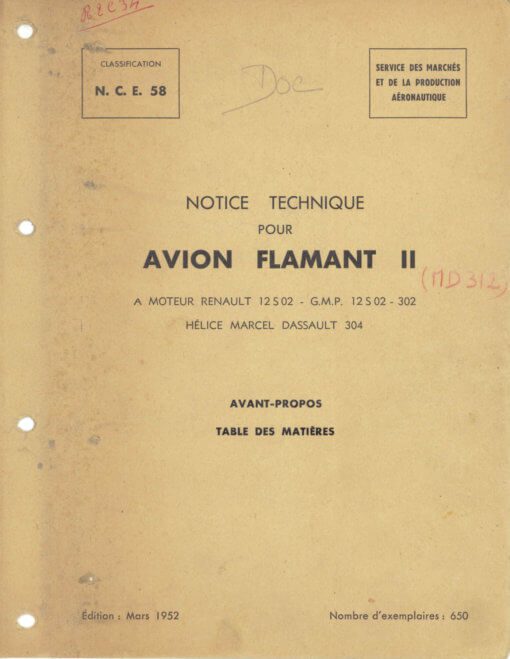 CLASSIFICATION
N. C. E. 58
Doc
SERVICE DES MARCHÉS
ET DE LA PRODUCTION
AÉRONAUTIQUE
NOTICE TECHNIQUE
POUR
AVION FLAMANT II
(MD312)
A MOTEUR RENAULT 12 S 02 - G.M.P. 12 S 02 - 302
HÉLICE MARCEL DASSAULT 304
AVANT-PROPOS
TABLE DES MATIÈRES
Édition : Mars 1952
Nombre d'exemplaires : 650